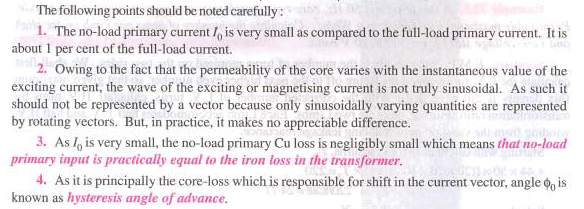 The following points should be noted carefully :
1. The no-load primary current I₀ is very small as compared to the full-load primary current. It is
about 1 per cent of the full-load current.
2. Owing to the fact that the permeability of the core varies with the instantaneous value of the
exciting current, the wave of the exciting or magnetising current is not truly sinusoidal. As such it
should not be represented by a vector because only sinusoidally varying quantities are represented
by rotating vectors. But, in practice, it makes no appreciable difference.
3. As I₀ is very small, the no-load primary Cu loss is negligibly small which means that no-load
primary input is practically equal to the iron loss in the transformer.
4. As it is principally the core-loss which is responsible for shift in the current vector, angle ϕ₀ is
known as hysteresis angle of advance.